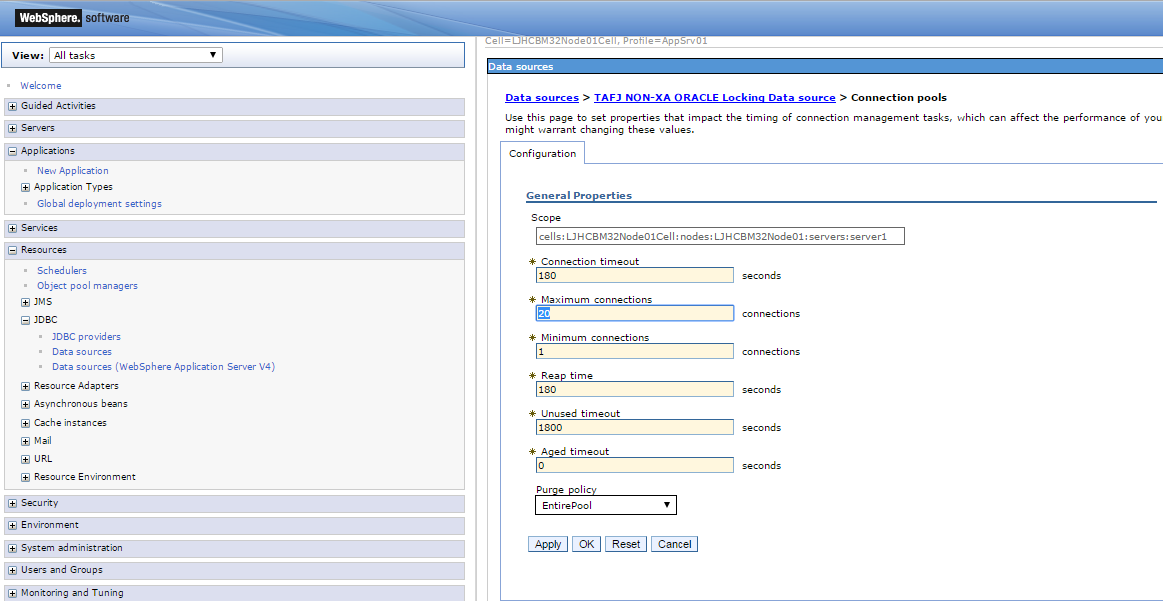 WebSphere. software
View: All tasks
Welcome
Guided Activities
Servers
Applications
New Application
Application Types
Global deployment settings
Services
Resources
Schedulers
Object pool managers
JMS
JDBC
JDBC providers
Data sources
Data sources (WebSphere Application Server V4)
Resource Adapters
Asynchronous beans
Cache instances
Mail
URL
Resource Environment
Security
Environment
System administration
Users and Groups
Monitoring and Tuning
Cell=LJHCBM32Node01Cell, Profile=AppSrv01
Data sources
Data sources > TAFJ NON-XA ORACLE Locking Data source > Connection pools
Use this page to set properties that impact the timing of connection management tasks, which can affect the performance of you
might warrant changing these values.
Configuration
General Properties
Scope
cells:LJHCBM32Node01Cell:nodes:LJHCBM32Node01:servers:server1
* Connection timeout
180 seconds
* Maximum connections
20 connections
* Minimum connections
1 connections
* Reap time
180 seconds
* Unused timeout
1800 seconds
* Aged timeout
0 seconds
Purge policy
EntirePool
Apply OK Reset Cancel